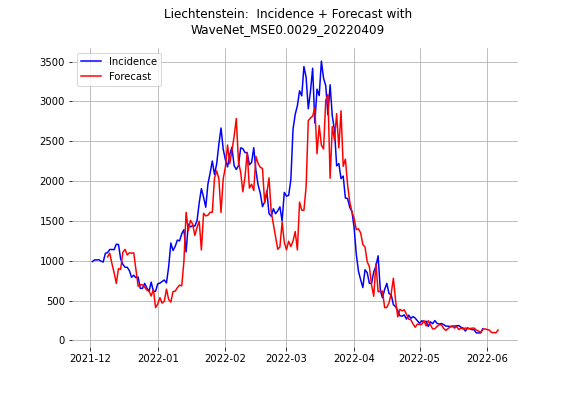 Liechtenstein:  Incidence + Forecast with
WaveNet_MSE0.0029_20220409
Incidence
Forecast
3500
3000
2500
2000
1500
1000
500
0
2021-12 2022-01 2022-02 2022-03 2022-04 2022-05 2022-06